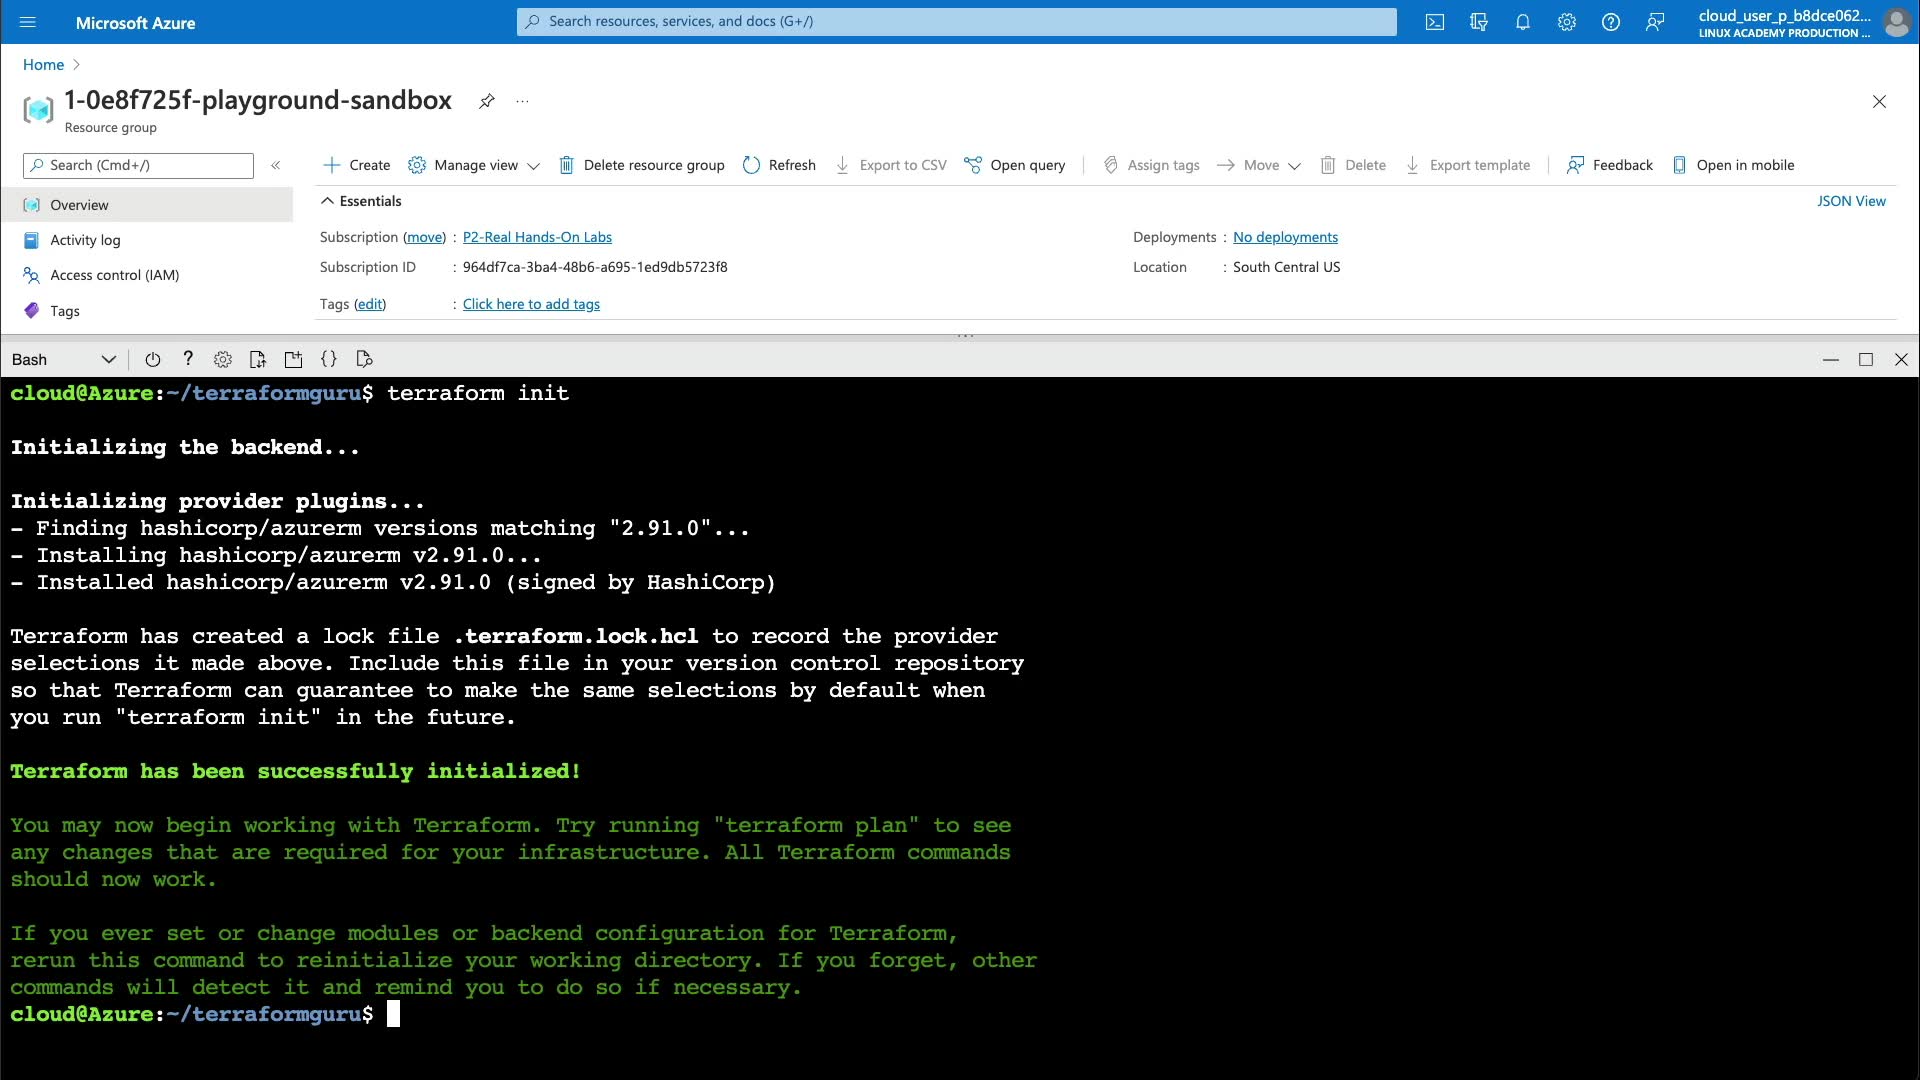 Microsoft Azure
Search resources, services, and docs (G+/)
cloud_user_p_b8dce062...
LINUX ACADEMY PRODUCTION ...
Home
1-0e8f725f-playground-sandbox
...
Resource group
Search (Cmd+/)
«
Create
Manage view
Delete resource group
Refresh
Export to CSV
Open query
Assign tags
Move
Delete
Export template
Feedback
Open in mobile
Overview
Activity log
Access control (IAM)
Tags
Essentials
JSON View
Subscription (move) : P2-Real Hands-On Labs
Deployments : No deployments
Subscription ID : 964df7ca-3ba4-48b6-a695-1ed9db5723f8
Location : South Central US
Tags (edit) : Click here to add tags
Bash
cloud@Azure:~/terraformguru$ terraform init
Initializing the backend...
Initializing provider plugins...
- Finding hashicorp/azurerm versions matching "2.91.0"...
- Installing hashicorp/azurerm v2.91.0...
- Installed hashicorp/azurerm v2.91.0 (signed by HashiCorp)
Terraform has created a lock file .terraform.lock.hcl to record the provider
selections it made above. Include this file in your version control repository
so that Terraform can guarantee to make the same selections by default when
you run "terraform init" in the future.
Terraform has been successfully initialized!
You may now begin working with Terraform. Try running "terraform plan" to see
any changes that are required for your infrastructure. All Terraform commands
should now work.
If you ever set or change modules or backend configuration for Terraform,
rerun this command to reinitialize your working directory. If you forget, other
commands will detect it and remind you to do so if necessary.
cloud@Azure:~/terraformguru$